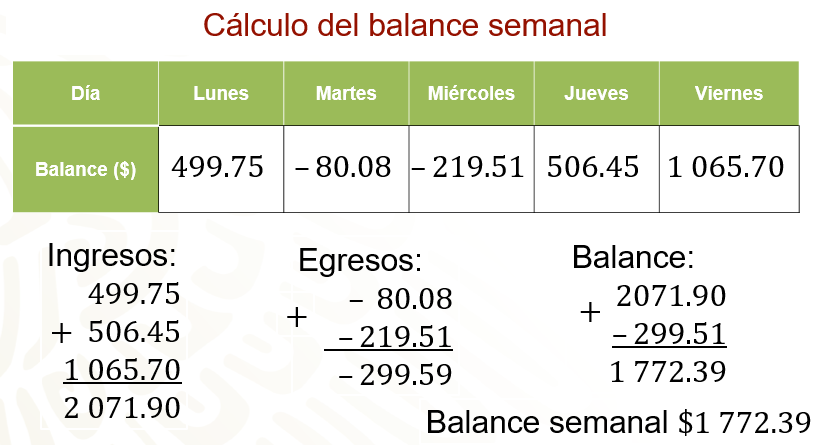 Cálculo del balance semanal
Día Lunes Martes Miércoles Jueves Viernes
Balance ($) 499.75 – 80.08 – 219.51 506.45 1 065.70
Ingresos:
499.75
+ 506.45
1 065.70
2 071.90
Egresos:
– 80.08
+
– 219.51
– 299.59
Balance:
2071.90
+
– 299.51
1 772.39
Balance semanal $1 772.39